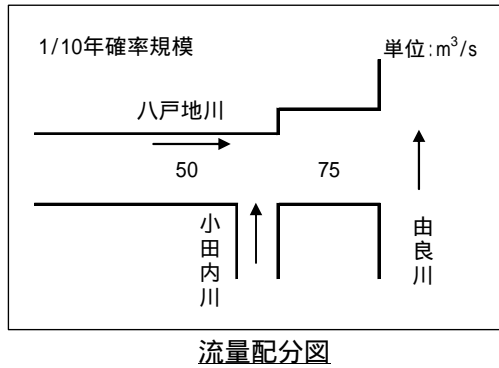 1/10年確率規模
単位:m³/s
八戸地川
50
75
小田内川
由良川
流量配分図